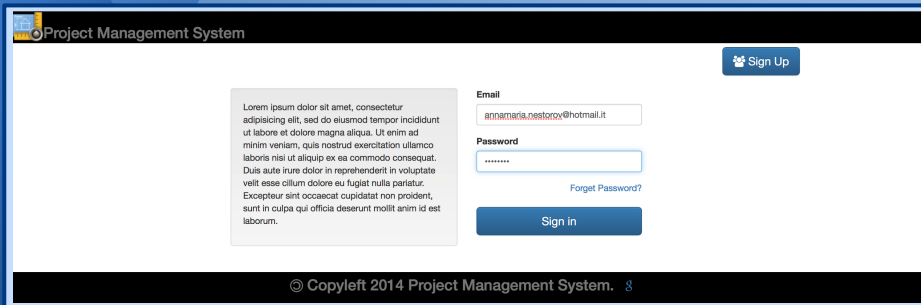 Project Management System
Sign Up
Lorem ipsum dolor sit amet, consectetur
adipisicing elit, sed do eiusmod tempor incididunt
ut labore et dolore magna aliqua. Ut enim ad
minim veniam, quis nostrud exercitation ullamco
laboris nisi ut aliquip ex ea commodo consequat.
Duis aute irure dolor in reprehenderit in voluptate
velit esse cillum dolore eu fugiat nulla pariatur.
Excepteur sint occaecat cupidatat non proident,
sunt in culpa qui officia deserunt mollit anim id est
laborum.
Email
annamaria.nestorov@hotmail.it
Password
••••••••
Forget Password?
Sign in
🄯 Copyleft 2014 Project Management System. 8